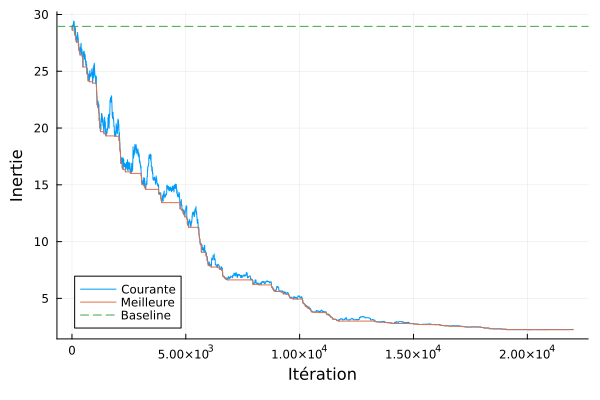 30
25
20
15
10
5
Inertie
Courante
Meilleure
Baseline
0
5.00×10³
1.00×10⁴
1.50×10⁴
2.00×10⁴
Itération